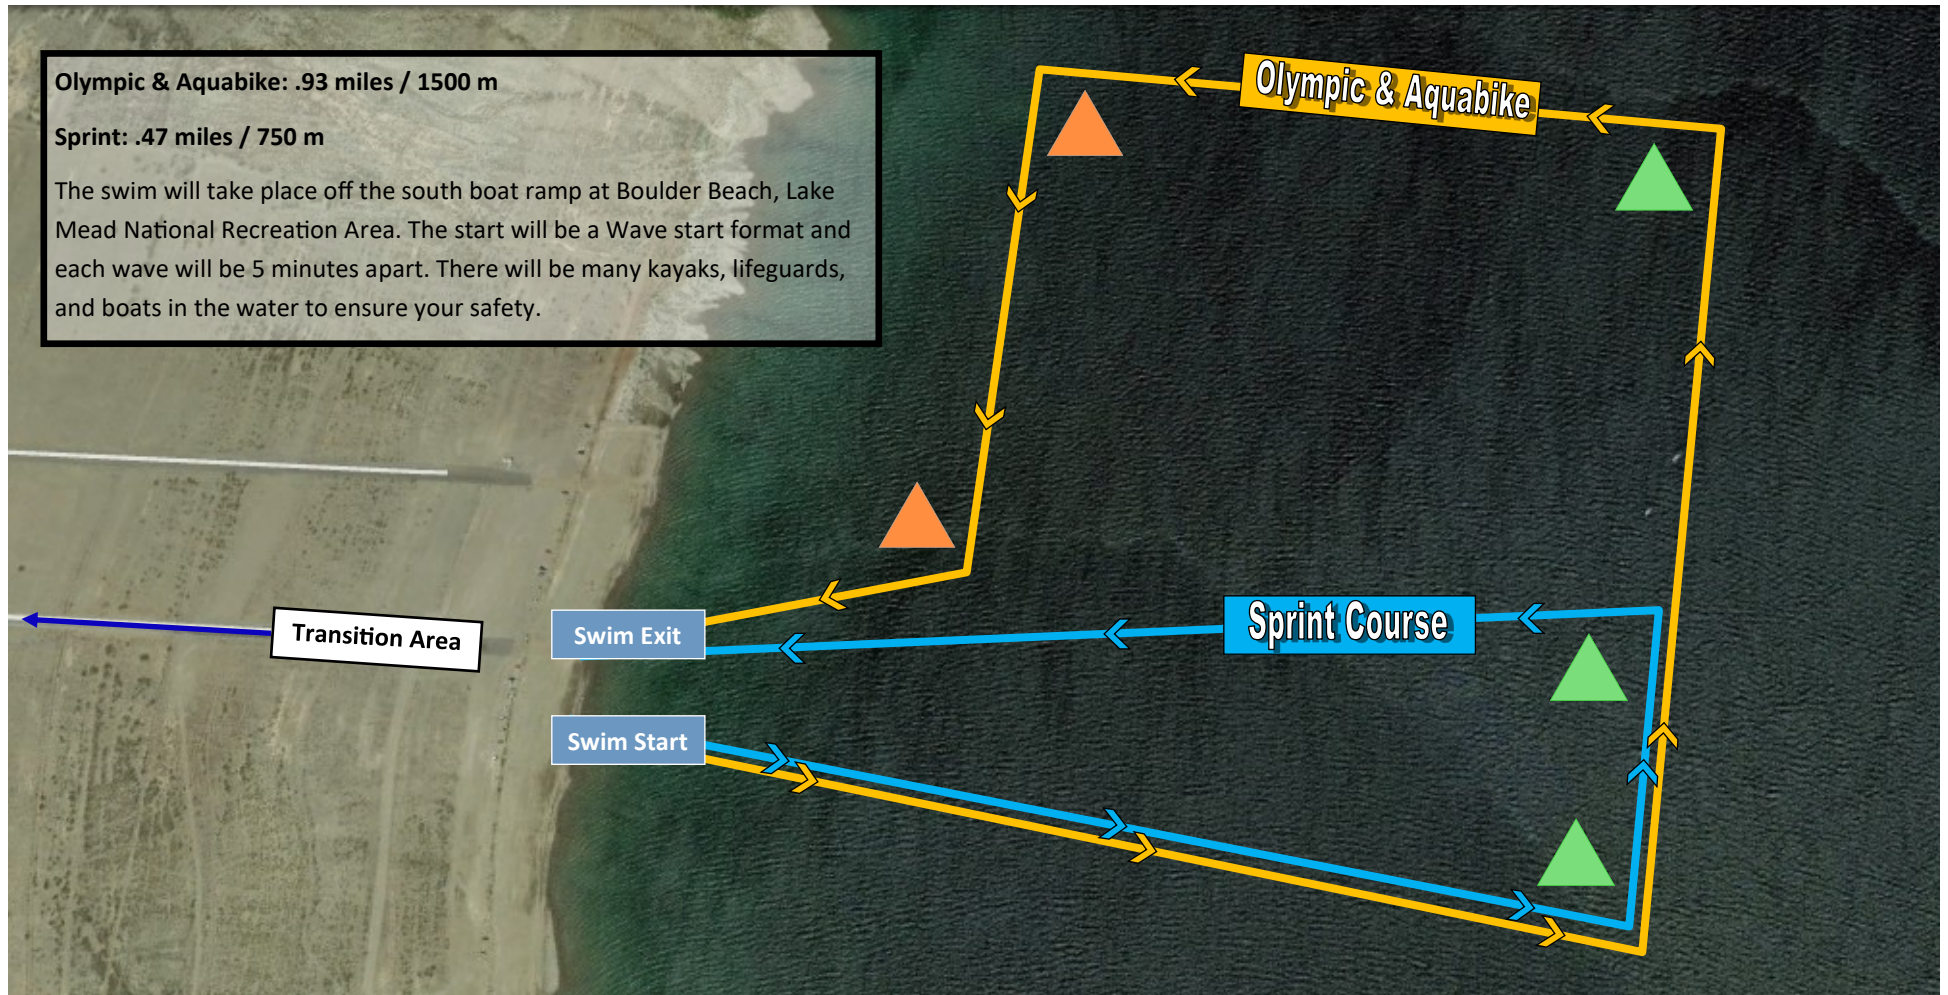 Olympic & Aquabike: .93 miles / 1500 m
Sprint: .47 miles / 750 m
The swim will take place off the south boat ramp at Boulder Beach, Lake
Mead National Recreation Area. The start will be a Wave start format and
each wave will be 5 minutes apart. There will be many kayaks, lifeguards,
and boats in the water to ensure your safety.
Olympic & Aquabike
Sprint Course
Transition Area
Swim Exit
Swim Start